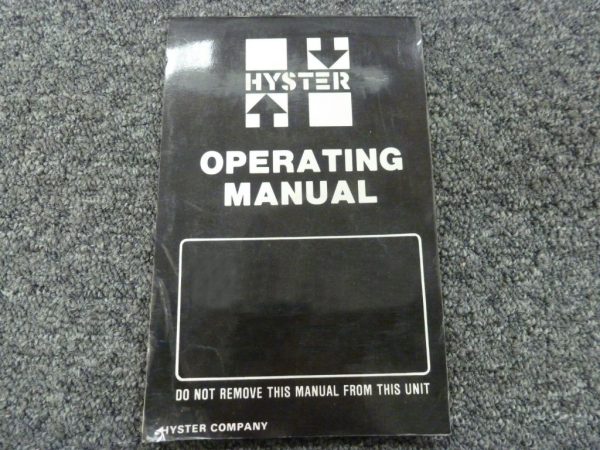 HYSTER
OPERATING
MANUAL
DO NOT REMOVE THIS MANUAL FROM THIS UNIT
HYSTER COMPANY